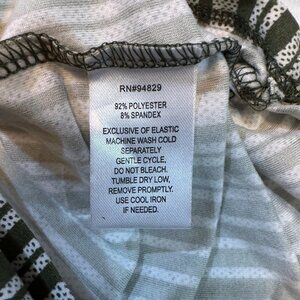 RN#94829
92% POLYESTER
8% SPANDEX
EXCLUSIVE OF ELASTIC
MACHINE WASH COLD
SEPARATELY
GENTLE CYCLE,
DO NOT BLEACH.
TUMBLE DRY LOW,
REMOVE PROMPTLY.
USE COOL IRON
IF NEEDED.